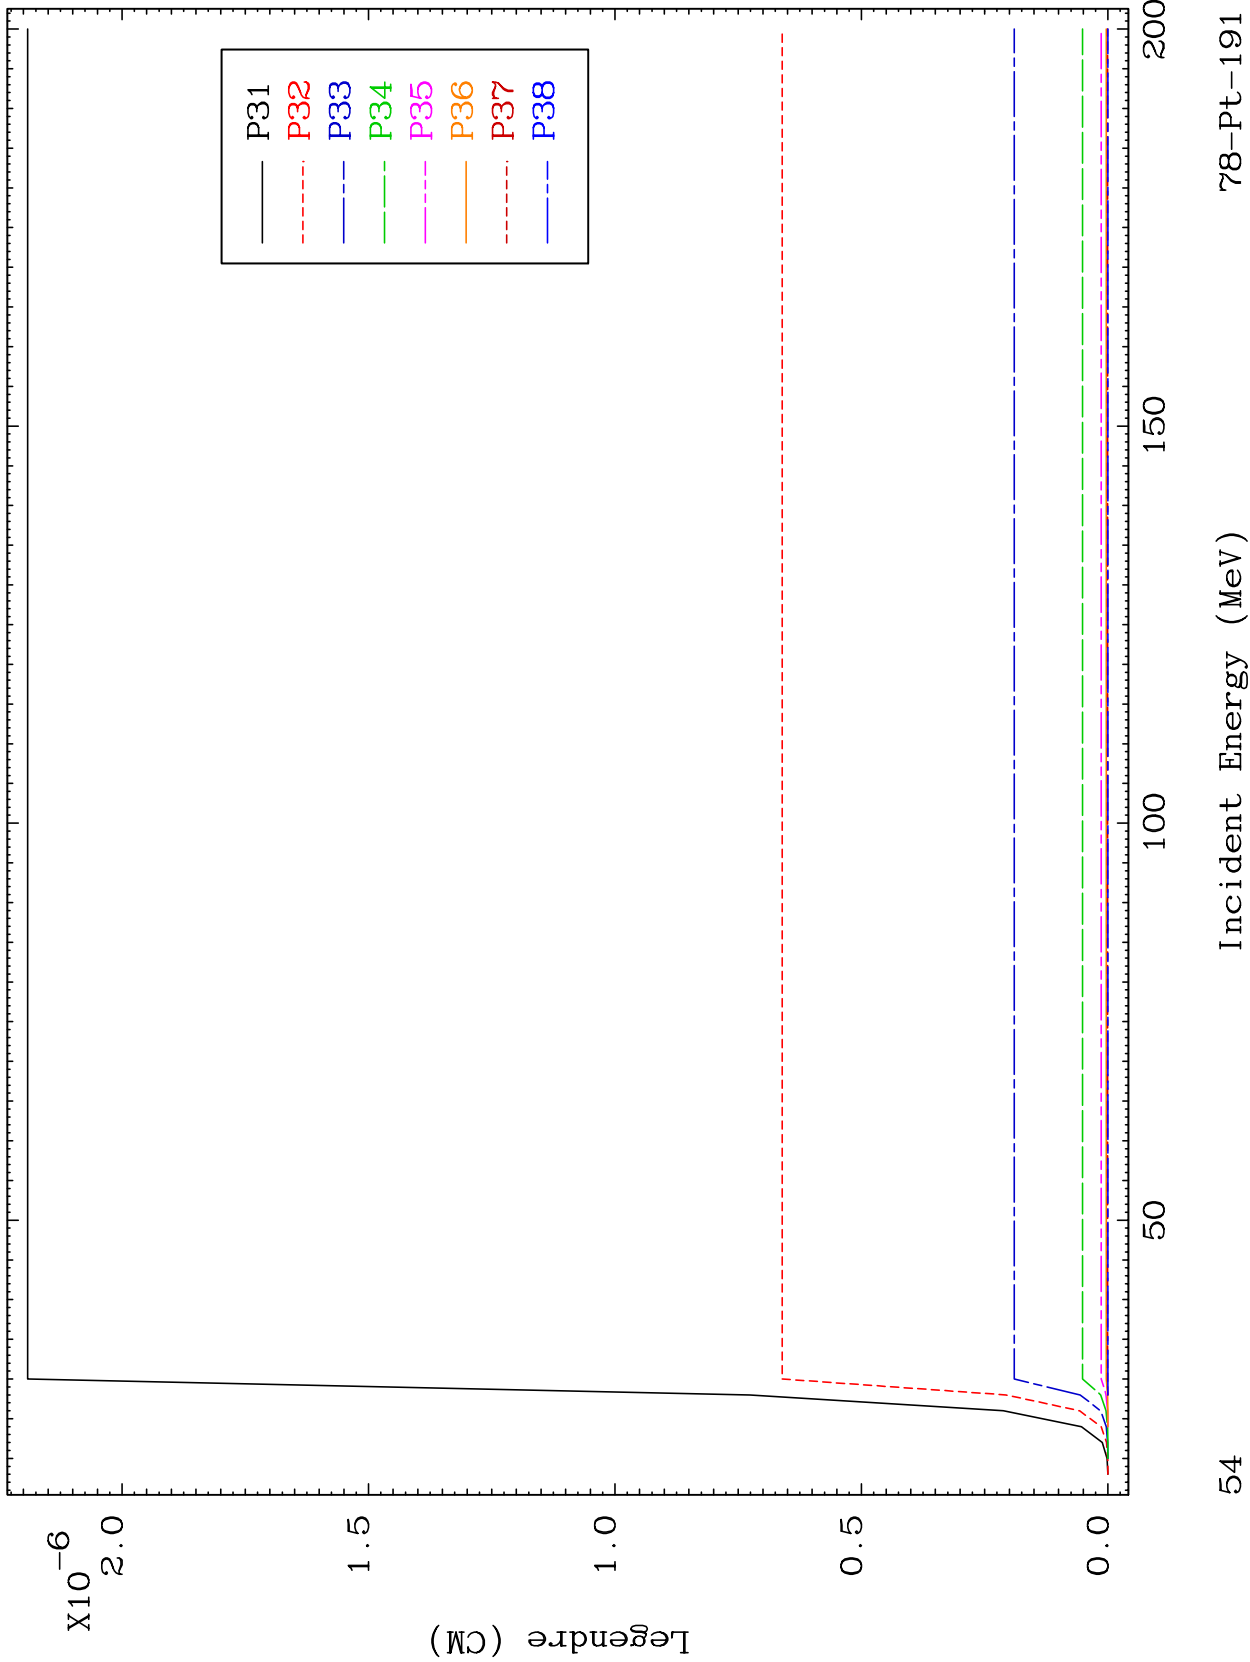 X10-6
2.0
1.5
1.0
0.5
0.0
Legendre (CM)
P31
P32
P33
P34
P35
P36
P37
P38
50
100
150
200
Incident Energy (MeV)
54
78-Pt-191